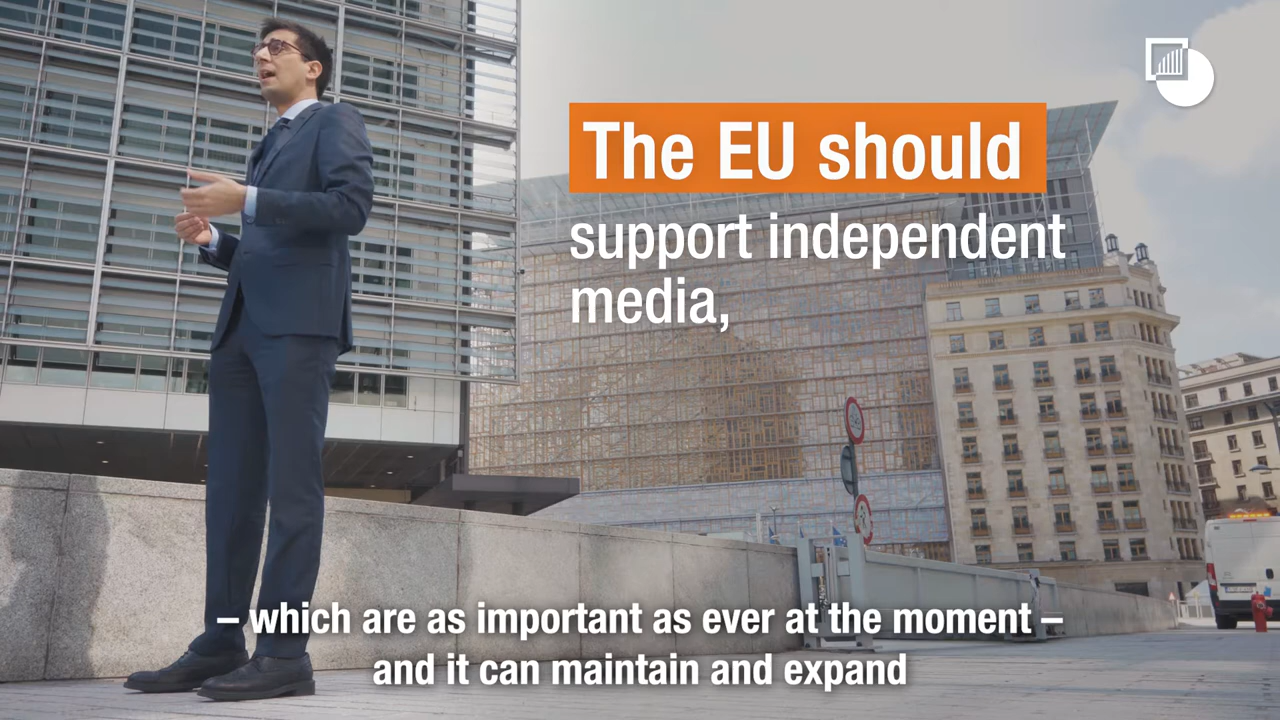 The EU should
support independent
media,
– which are as important as ever at the moment –
and it can maintain and expand